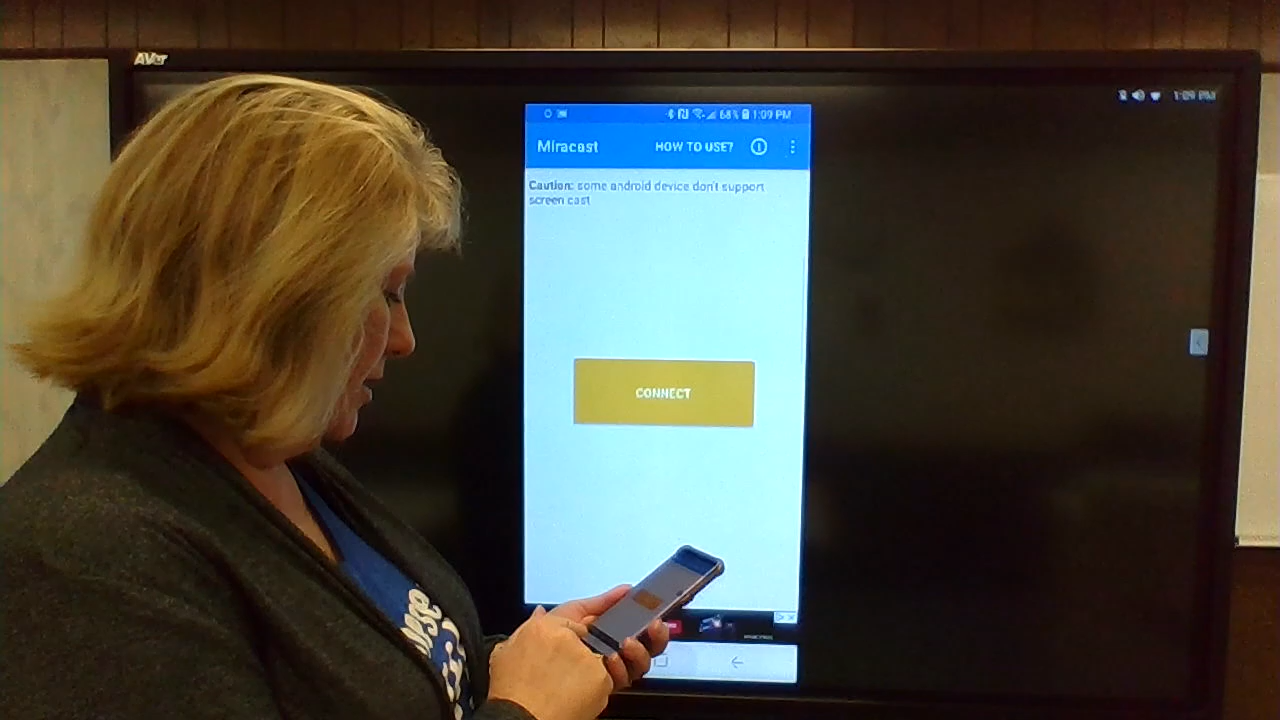 AVer
68% 1:09 PM
1:09 PM
Miracast HOW TO USE?
Caution: some android device don't support
screen cast
CONNECT